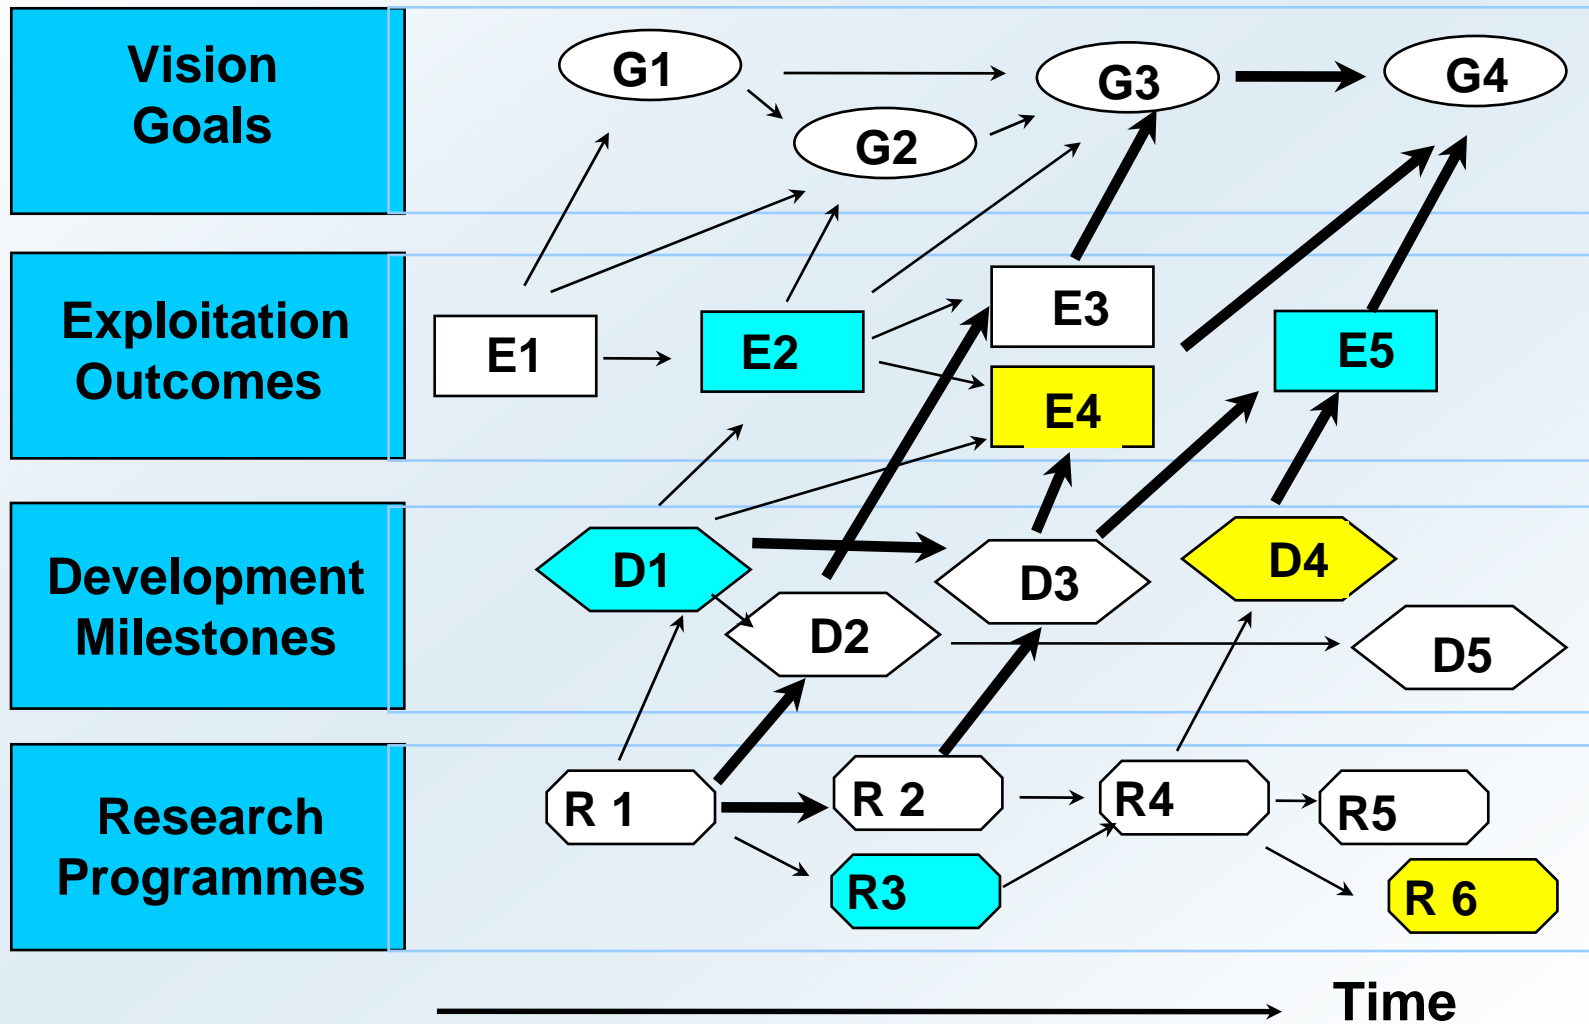 Vision
Goals
G1
G2
G3
G4
Exploitation
Outcomes
E1
E2
E3
E4
E5
Development
Milestones
D1
D2
D3
D4
D5
Research
Programmes
R 1
R 2
R3
R4
R5
R 6
Time